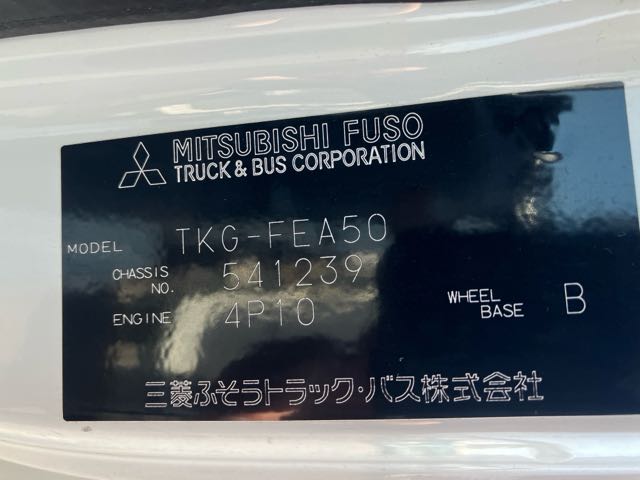 MITSUBISHI FUSO
TRUCK & BUS CORPORATION
MODEL TKG-FEA50
CHASSIS NO. 541239
ENGINE 4P10
WHEEL BASE B
三菱ふそうトラック・バス株式会社